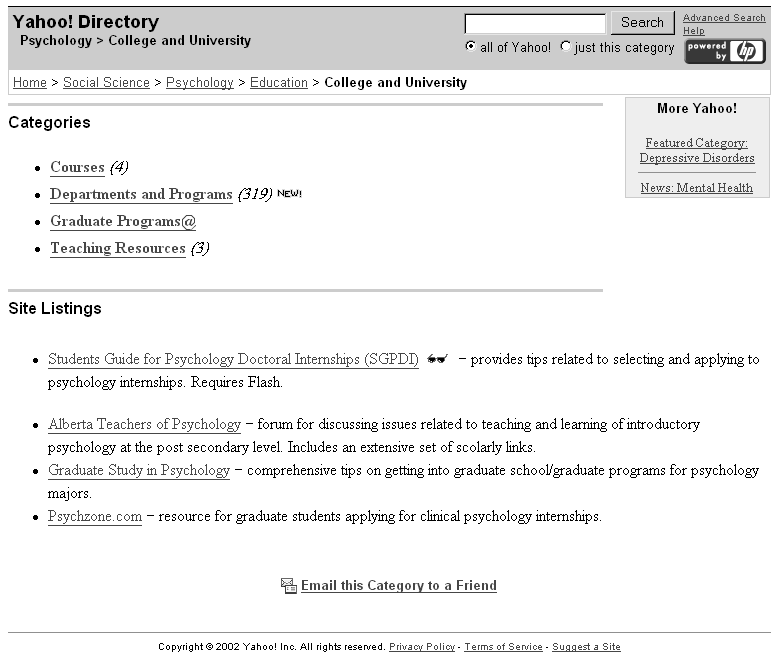 Yahoo! Directory
Psychology > College and University
Search
Advanced Search
Help
all of Yahoo! just this category
powered by hp
Home > Social Science > Psychology > Education > College and University
More Yahoo!
Featured Category:
Depressive Disorders
News: Mental Health
Categories
Courses (4)
Departments and Programs (319) NEW!
Graduate Programs@
Teaching Resources (3)
Site Listings
Students Guide for Psychology Doctoral Internships (SGPDI) − provides tips related to selecting and applying to
psychology internships. Requires Flash.
Alberta Teachers of Psychology − forum for discussing issues related to teaching and learning of introductory
psychology at the post secondary level. Includes an extensive set of scolarly links.
Graduate Study in Psychology − comprehensive tips on getting into graduate school/graduate programs for psychology
majors.
Psychzone.com − resource for graduate students applying for clinical psychology internships.
Email this Category to a Friend
Copyright © 2002 Yahoo! Inc. All rights reserved. Privacy Policy - Terms of Service - Suggest a Site